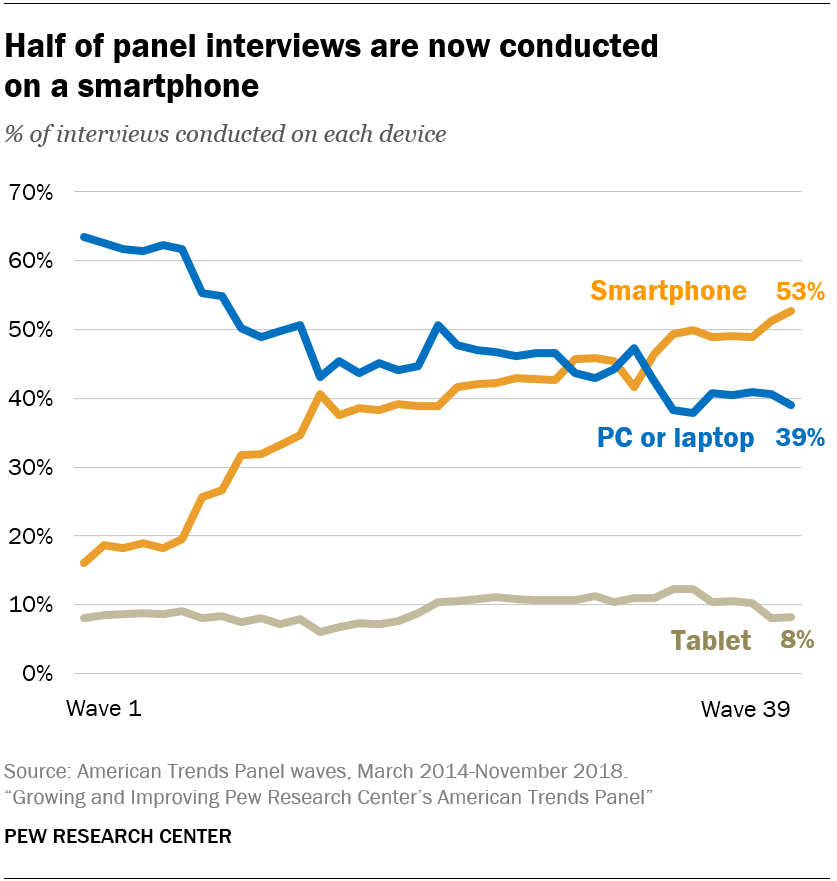 Half of panel interviews are now conducted
on a smartphone
% of interviews conducted on each device
70%
60%
Smartphone 53%
50%
40%
PC or laptop 39%
30%
20%
10%
Tablet 8%
0%
Wave 1 Wave 39
Source: American Trends Panel waves, March 2014-November 2018.
“Growing and Improving Pew Research Center’s American Trends Panel”
PEW RESEARCH CENTER